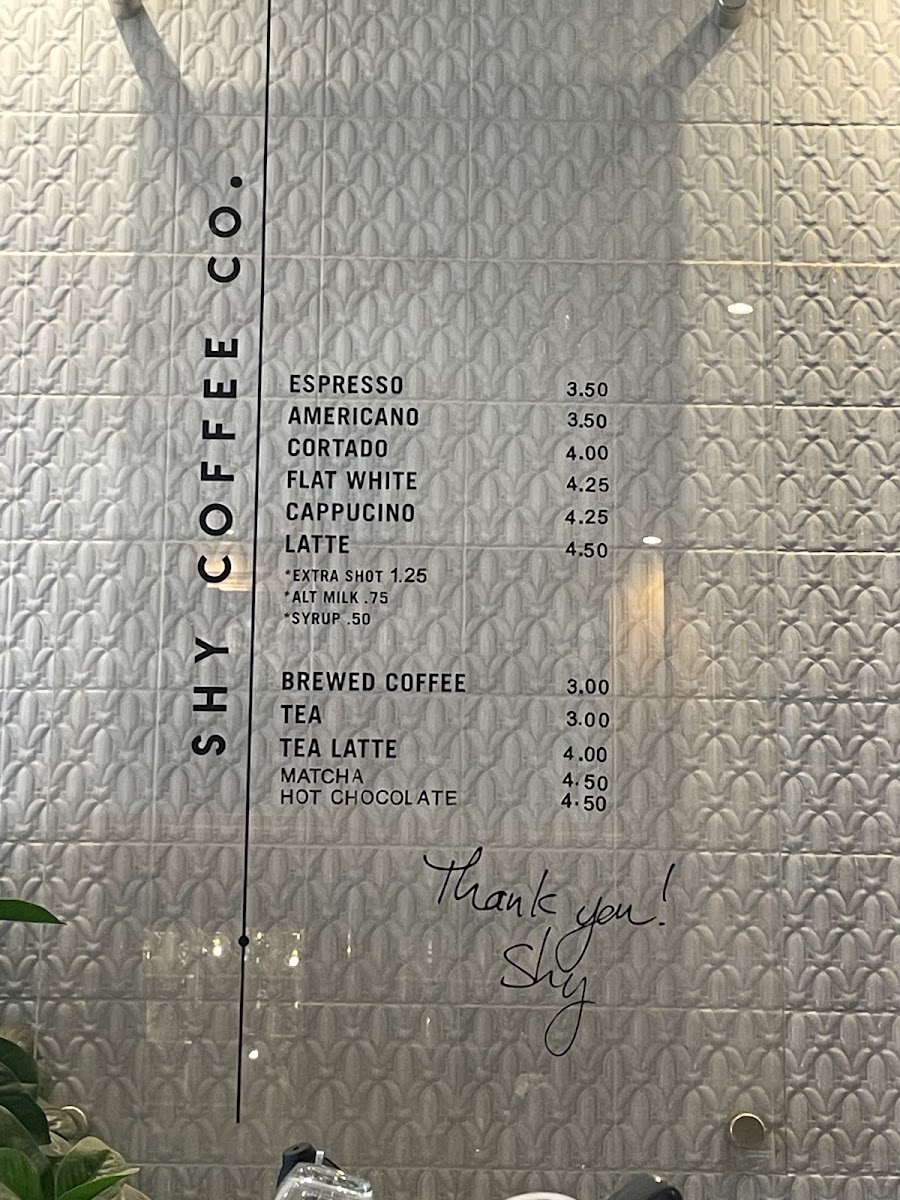 SHY COFFEE CO.
ESPRESSO 3.50
AMERICANO 3.50
CORTADO 4.00
FLAT WHITE 4.25
CAPPUCINO 4.25
LATTE 4.50
*EXTRA SHOT 1.25
*ALT MILK .75
*SYRUP .50
BREWED COFFEE 3.00
TEA 3.00
TEA LATTE 4.00
MATCHA 4.50
HOT CHOCOLATE 4.50
Thank you!
Shy